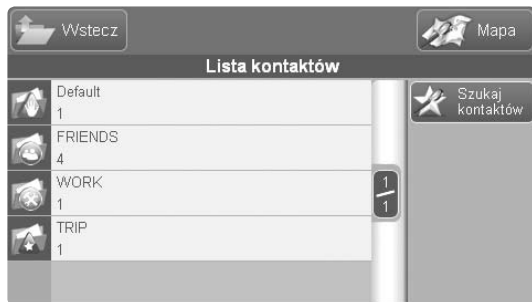 Wstecz
Mapa
Lista kontaktów
Default
1
FRIENDS
4
WORK
1
TRIP
1
1
1
Szukaj
kontaktów